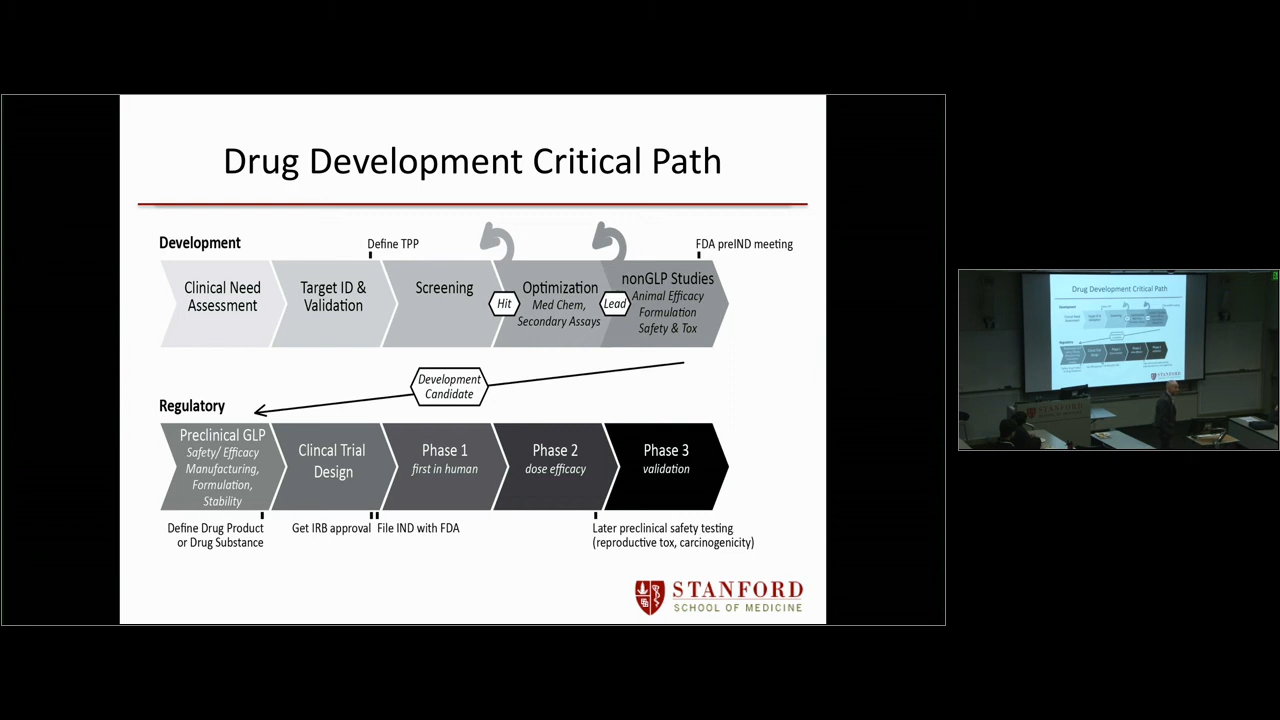 Drug Development Critical Path
Development
Define TPP
FDA preIND meeting
Clinical Need
Assessment
Target ID &
Validation
Screening
Hit
Optimization
Med Chem,
Secondary Assays
Lead
nonGLP Studies
Animal Efficacy
Formulation
Safety & Tox
Development
Candidate
Regulatory
Preclinical GLP
Safety/ Efficacy
Manufacturing,
Formulation,
Stability
Clincal Trial
Design
Phase 1
first in human
Phase 2
dose efficacy
Phase 3
validation
Define Drug Product
or Drug Substance
Get IRB approval
File IND with FDA
Later preclinical safety testing
(reproductive tox, carcinogenicity)
STANFORD
SCHOOL OF MEDICINE
Drug Development Critical Path